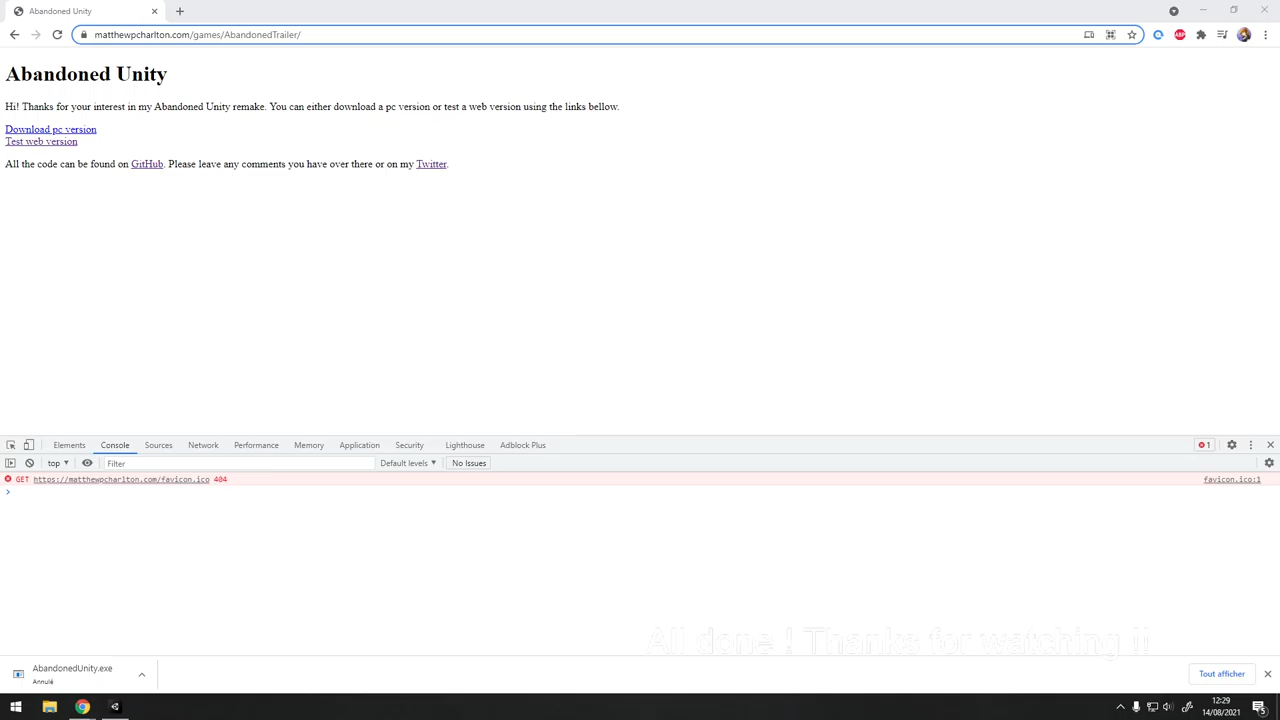 Abandoned Unity
matthewpcharlton.com/games/AbandonedTrailer/
ABP
Abandoned Unity
Hi! Thanks for your interest in my Abandoned Unity remake. You can either download a pc version or test a web version using the links bellow.
Download pc version
Test web version
All the code can be found on GitHub. Please leave any comments you have over there or on my Twitter.
Elements Console Sources Network Performance Memory Application Security Lighthouse Adblock Plus 1
top Filter Default levels No Issues
GET https://matthewpcharlton.com/favicon.ico 404 favicon.ico:1
All done ! Thanks for watching !!
AbandonedUnity.exe
Annulé
Tout afficher
12:29
14/08/2021
5